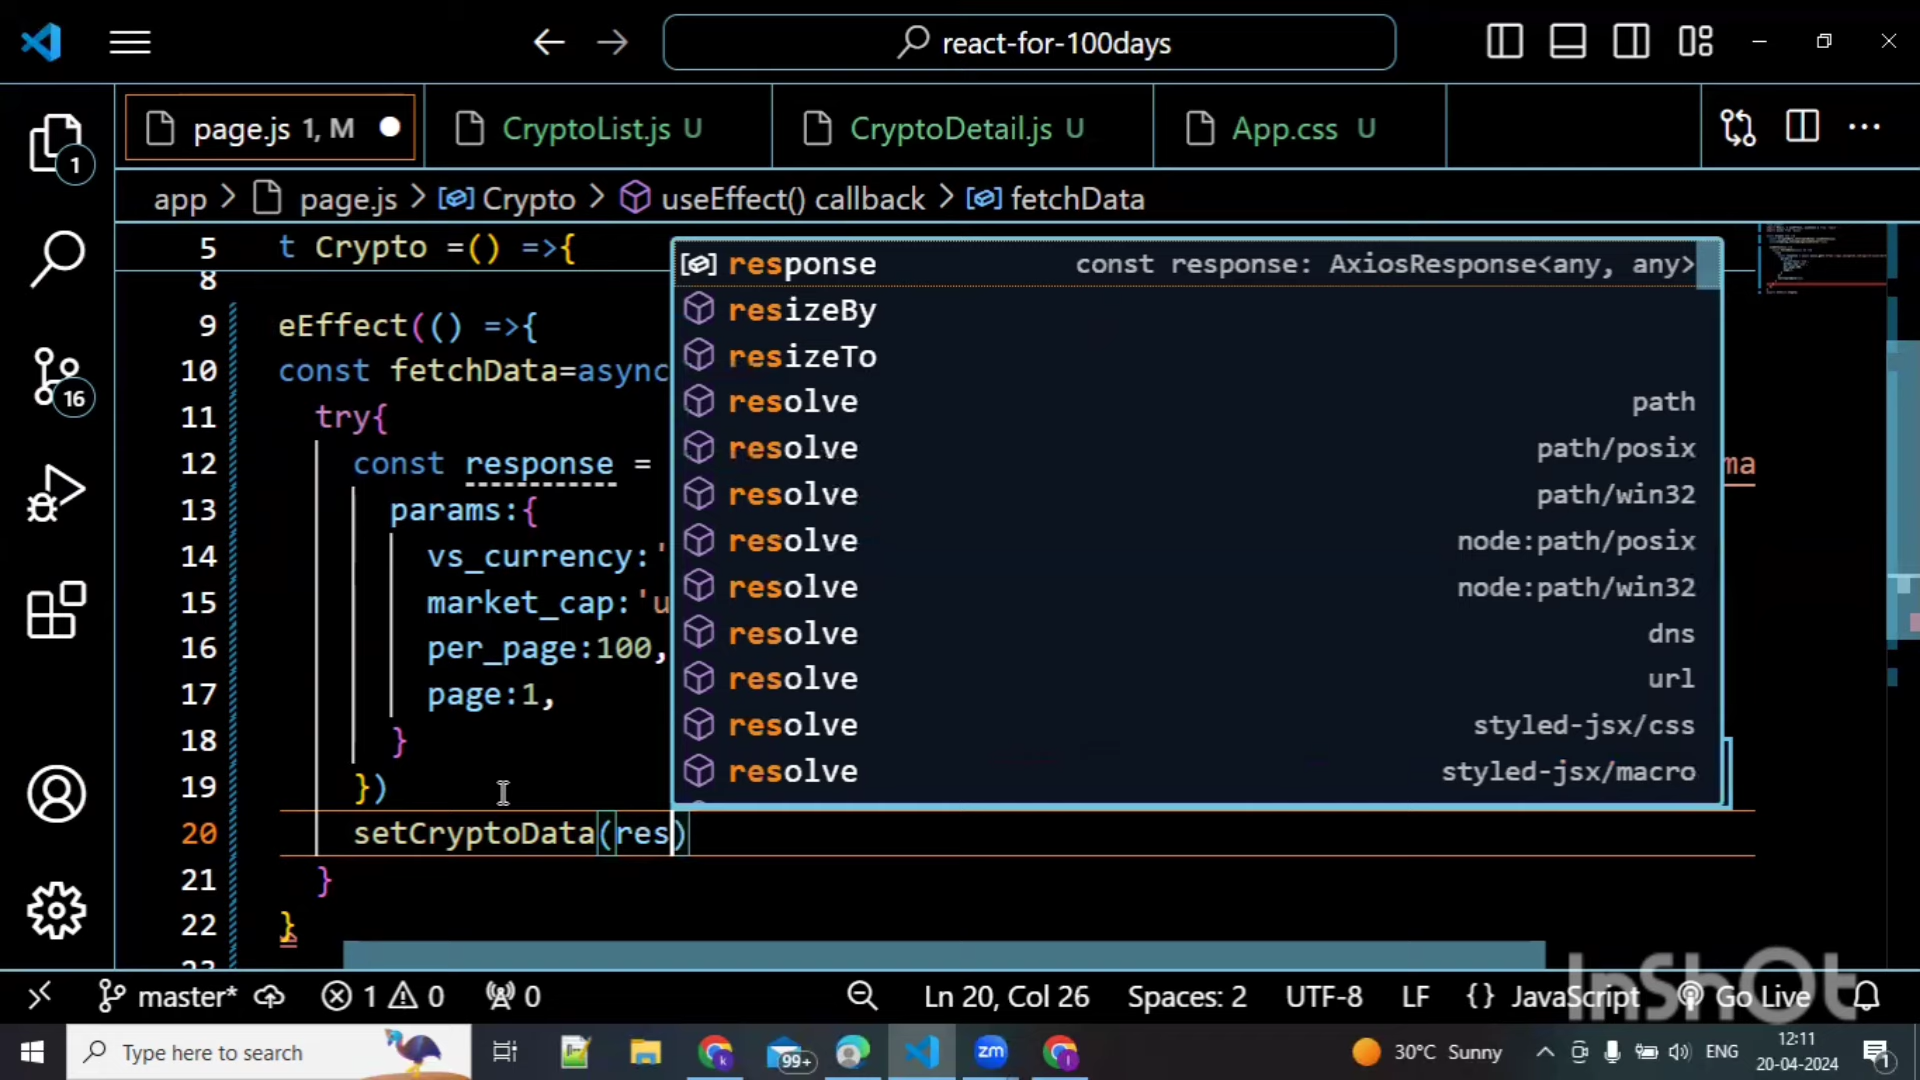 react-for-100days
page.js 1, M
CryptoList.js U
CryptoDetail.js U
App.css U
1
app > page.js > Crypto > useEffect() callback > fetchData
5 t Crypto =() =>{
8
9 eEffect(() =>{
10 const fetchData=async
11 try{
12 const response =
ma
13 params:{
14 vs_currency:'
15 market_cap:'u
16 per_page:100,
17 page:1,
18 }
19 })
20 setCryptoData(res)
21 }
22 }
response const response: AxiosResponse<any, any>
resizeBy
resizeTo
resolve path
resolve path/posix
resolve path/win32
resolve node:path/posix
resolve node:path/win32
resolve dns
resolve url
resolve styled-jsx/css
resolve styled-jsx/macro
16
InShOt
master* 1 0 0 Ln 20, Col 26 Spaces: 2 UTF-8 LF {} JavaScript Go Live
Type here to search
99+
zm
30°C Sunny
ENG
12:11
20-04-2024
1